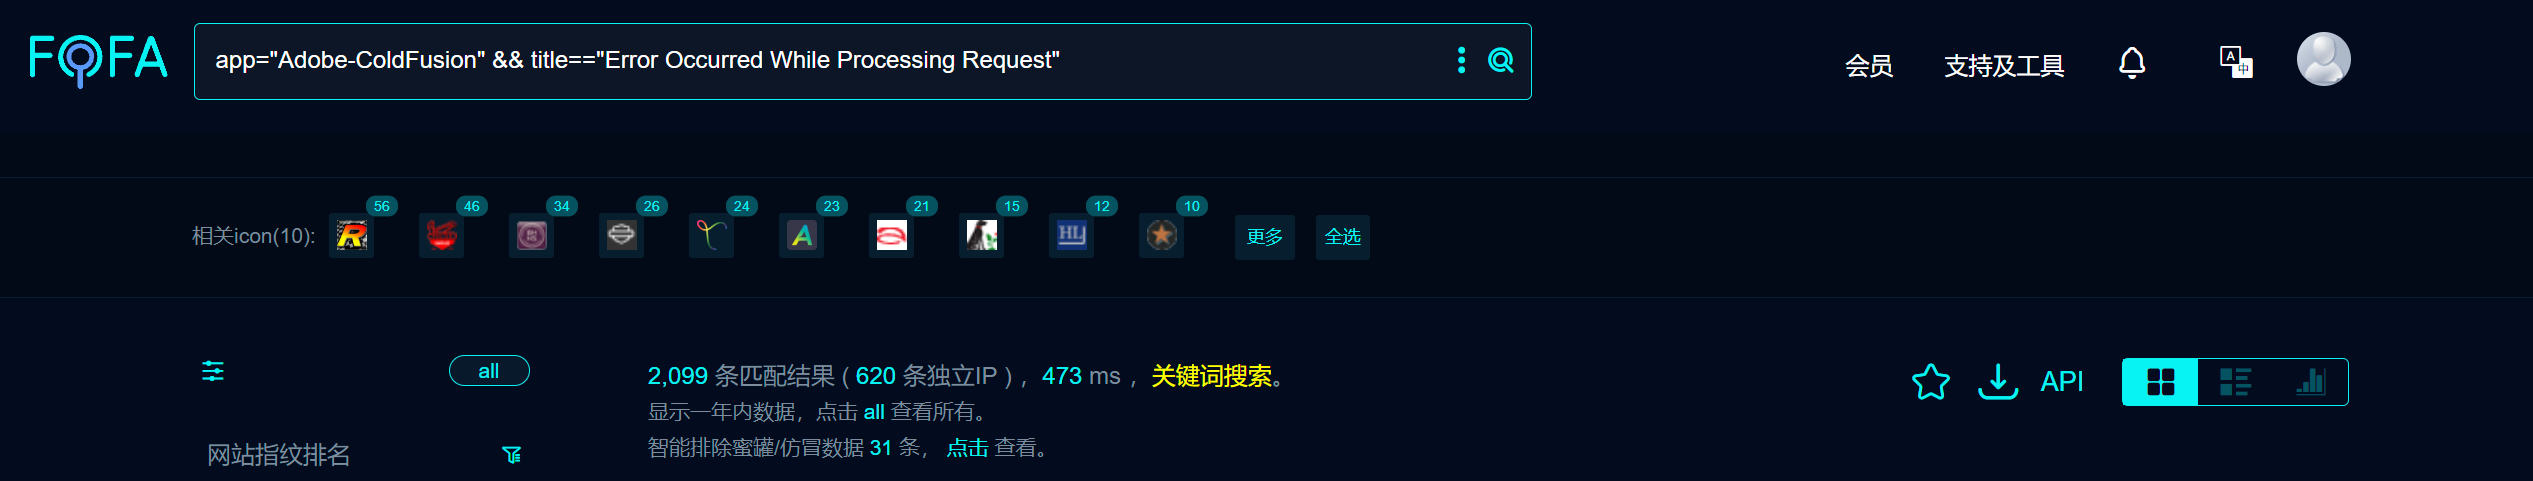 FOFA
app="Adobe-ColdFusion" && title=="Error Occurred While Processing Request"
会员
支持及工具
A
中
相关icon(10):
56
46
34
26
24
23
21
15
12
10
R
A
HLJ
更多
全选
all
2,099 条匹配结果 ( 620 条独立IP ) ，473 ms ，关键词搜索。
API
显示一年内数据，点击 all 查看所有。
智能排除蜜罐/仿冒数据 31 条， 点击 查看。
网站指纹排名